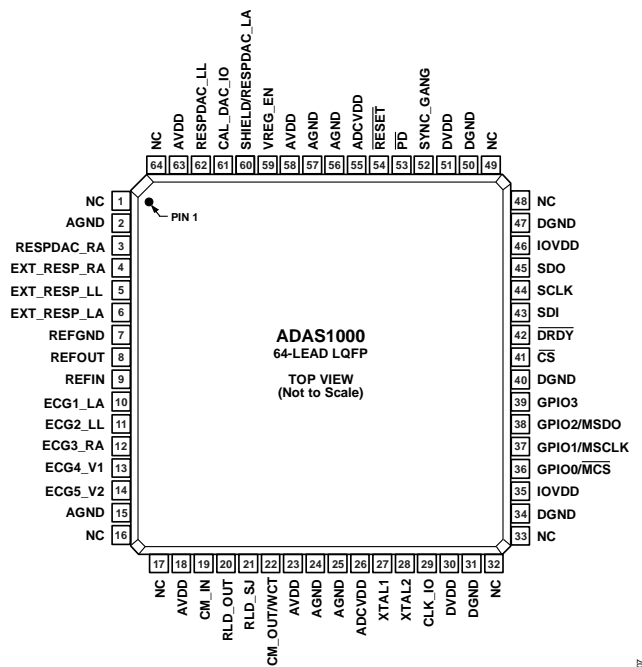 NC
AVDD
RESPDAC_LL
CAL_DAC_IO
SHIELD/RESPDAC_LA
VREG_EN
AVDD
AGND
AGND
ADCVDD
R̅E̅S̅E̅T̅
P̅D̅
SYNC_GANG
DVDD
DGND
NC
64 63 62 61 60 59 58 57 56 55 54 53 52 51 50 49
PIN 1
NC 1
AGND 2
RESPDAC_RA 3
EXT_RESP_RA 4
EXT_RESP_LL 5
EXT_RESP_LA 6
REFGND 7
REFOUT 8
REFIN 9
ECG1_LA 10
ECG2_LL 11
ECG3_RA 12
ECG4_V1 13
ECG5_V2 14
AGND 15
NC 16
ADAS1000
64-LEAD LQFP
TOP VIEW
(Not to Scale)
48 NC
47 DGND
46 IOVDD
45 SDO
44 SCLK
43 SDI
42 D̅R̅D̅Y̅
41 C̅S̅
40 DGND
39 GPIO3
38 GPIO2/MSDO
37 GPIO1/MSCLK
36 GPIO0/M̅C̅S̅
35 IOVDD
34 DGND
33 NC
17 18 19 20 21 22 23 24 25 26 27 28 29 30 31 32
NC
AVDD
CM_IN
RLD_OUT
RLD_SJ
CM_OUT/WCT
AVDD
AGND
AGND
ADCVDD
XTAL1
XTAL2
CLK_IO
DVDD
DGND
NC